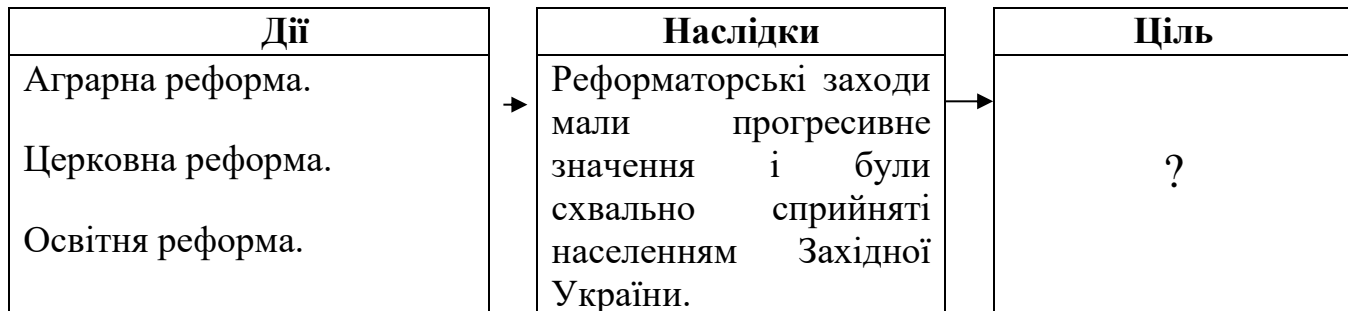 Дії
Аграрна реформа.
Церковна реформа.
Освітня реформа.
Наслідки
Реформаторські заходи
мали прогресивне
значення і були
схвально сприйняті
населенням Західної
України.
Ціль
?